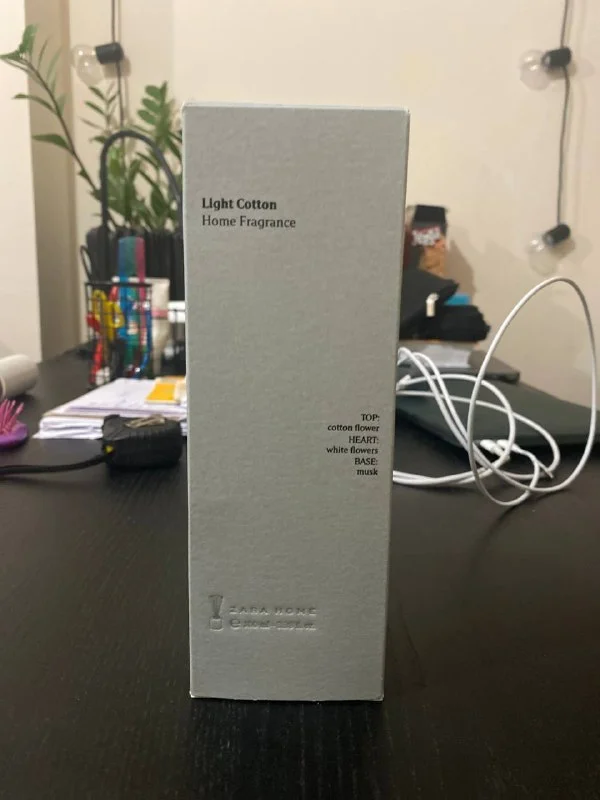 Light Cotton
Home Fragrance
TOP:
cotton flower
HEART:
white flowers
BASE:
musk
ZARA HOME